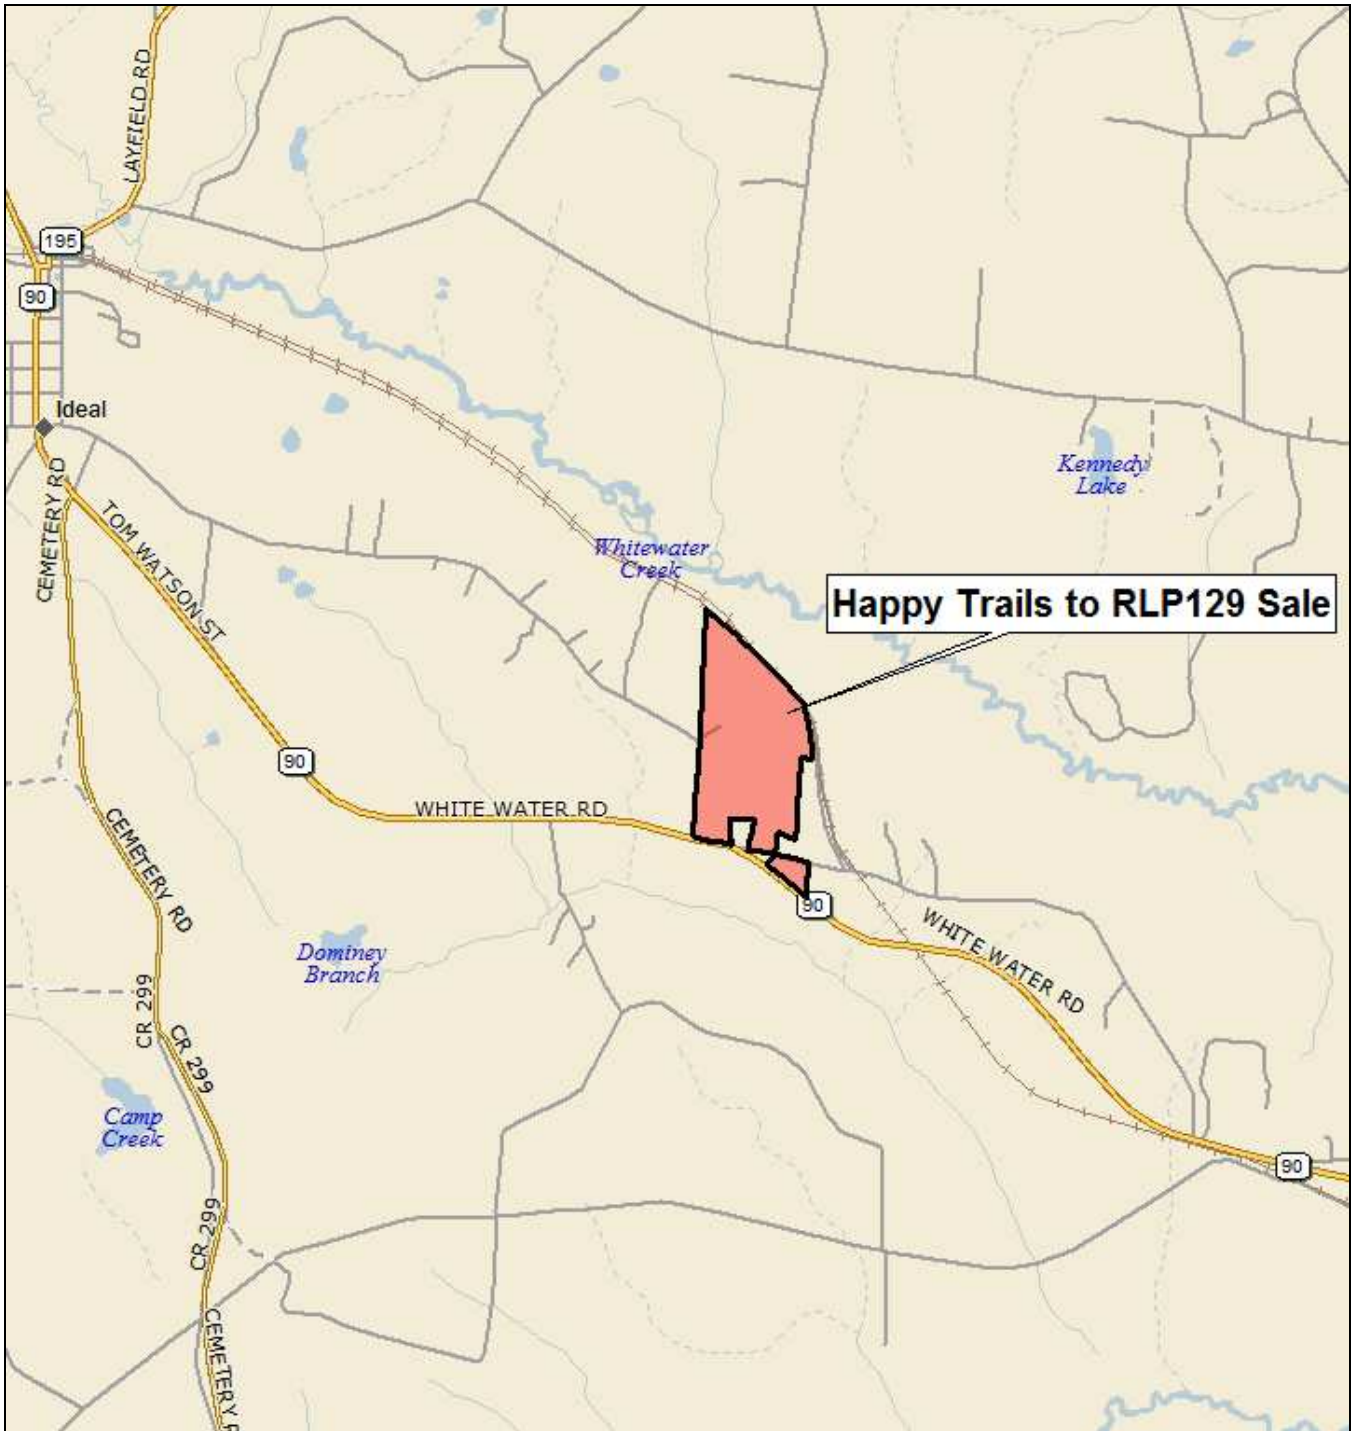 LAYFIELD RD
195
90
Ideal
CEMETERY RD
TOM WATSON ST
Kennedy
Lake
Whitewater
Creek
Happy Trails to RLP129 Sale
90
WHITE WATER RD
CEMETERY RD
90
WHITE WATER RD
Dominey
Branch
CR 299
CR 299
Camp
Creek
90
CR 299
CEMETERY R